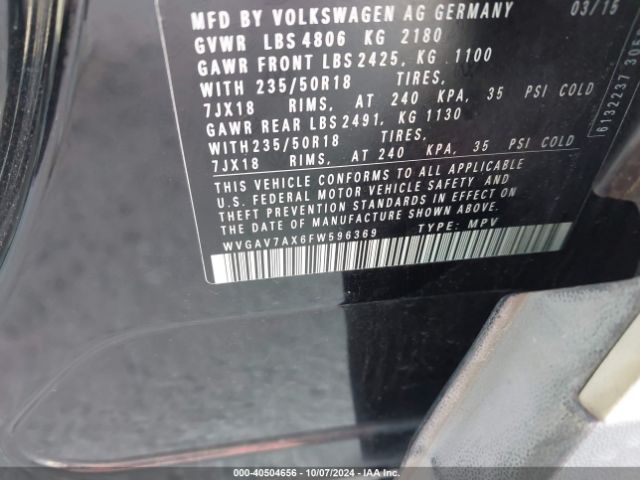 MFD BY VOLKSWAGEN AG GERMANY 03/15
GVWR LBS 4806 KG 2180
GAWR FRONT LBS 2425, KG 1100
WITH 235/50R18 TIRES,
7JX18 RIMS, AT 240 KPA, 35 PSI COLD
GAWR REAR LBS 2491, KG 1130
WITH 235/50R18 TIRES,
7JX18 RIMS, AT 240 KPA, 35 PSI COLD
THIS VEHICLE CONFORMS TO ALL APPLICABLE
U.S. FEDERAL MOTOR VEHICLE SAFETY AND
THEFT PREVENTION STANDARDS IN EFFECT ON
THE DATE OF MANUFACTURE SHOWN ABOVE.
WVGAV7AX6FW596369 TYPE: MPV
6132237
000-40504656 - 10/07/2024 - IAA Inc.